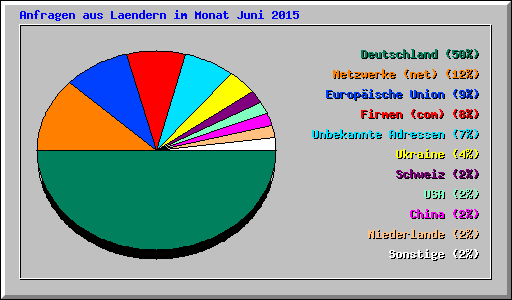 Anfragen aus Laendern im Monat Juni 2015
Deutschland (50%)
Netzwerke (net) (12%)
Europäische Union (9%)
Firmen (com) (8%)
Unbekannte Adressen (7%)
Ukraine (4%)
Schweiz (2%)
USA (2%)
China (2%)
Niederlande (2%)
Sonstige (2%)